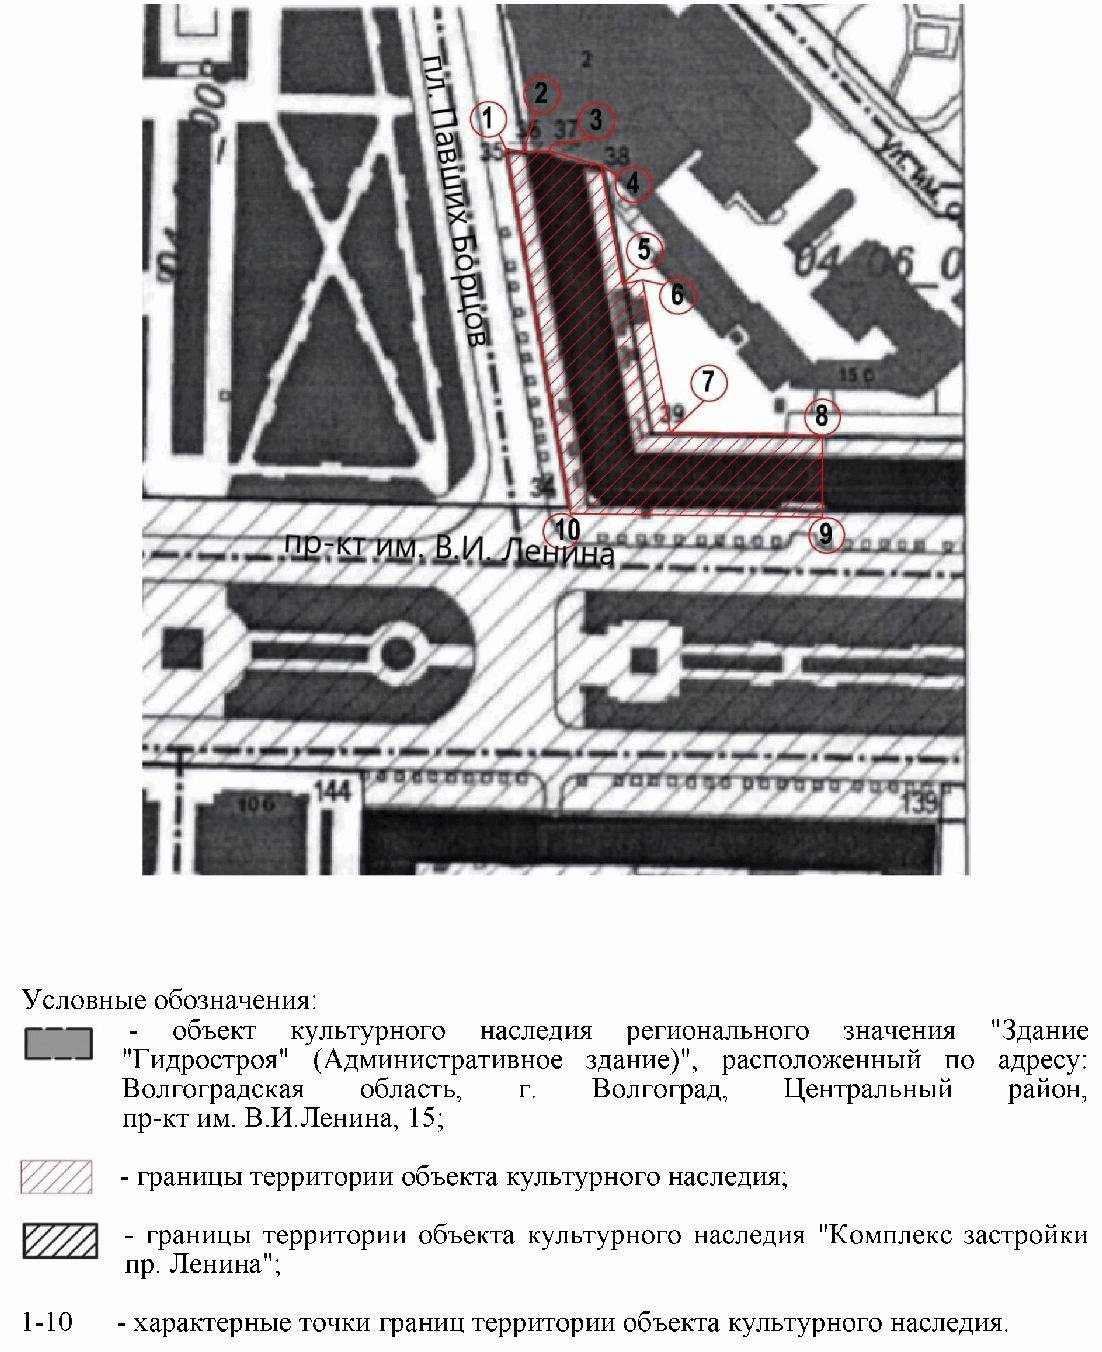 2
пл. Павших Борцов
ул. им.
1
2
3
35
36
37
38
4
5
6
04_06_0
15 0
7
39
8
10
9
пр-кт им. В.И. Ленина
106
144
139
Условные обозначения:
- объект культурного наследия регионального значения "Здание
"Гидростроя" (Административное здание)", расположенный по адресу:
Волгоградская область, г. Волгоград, Центральный район,
пр-кт им. В.И.Ленина, 15;
- границы территории объекта культурного наследия;
- границы территории объекта культурного наследия "Комплекс застройки
пр. Ленина";
1-10 - характерные точки границ территории объекта культурного наследия.